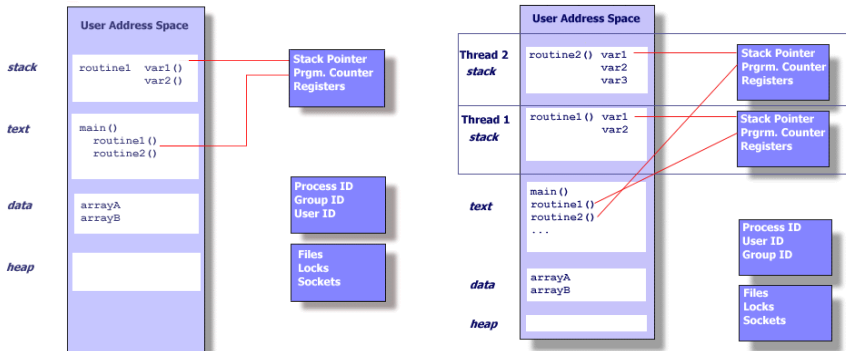 User Address Space
stack
routine1 var1()
var2()
Stack Pointer
Prgm. Counter
Registers
text
main()
routine1()
routine2()
data
arrayA
arrayB
Process ID
Group ID
User ID
heap
Files
Locks
Sockets
User Address Space
Thread 2
stack
routine2() var1
var2
var3
Stack Pointer
Prgrm. Counter
Registers
Thread 1
stack
routine1() var1
var2
Stack Pointer
Prgrm. Counter
Registers
text
main()
routine1()
routine2()
...
Process ID
User ID
Group ID
data
arrayA
arrayB
Files
Locks
Sockets
heap